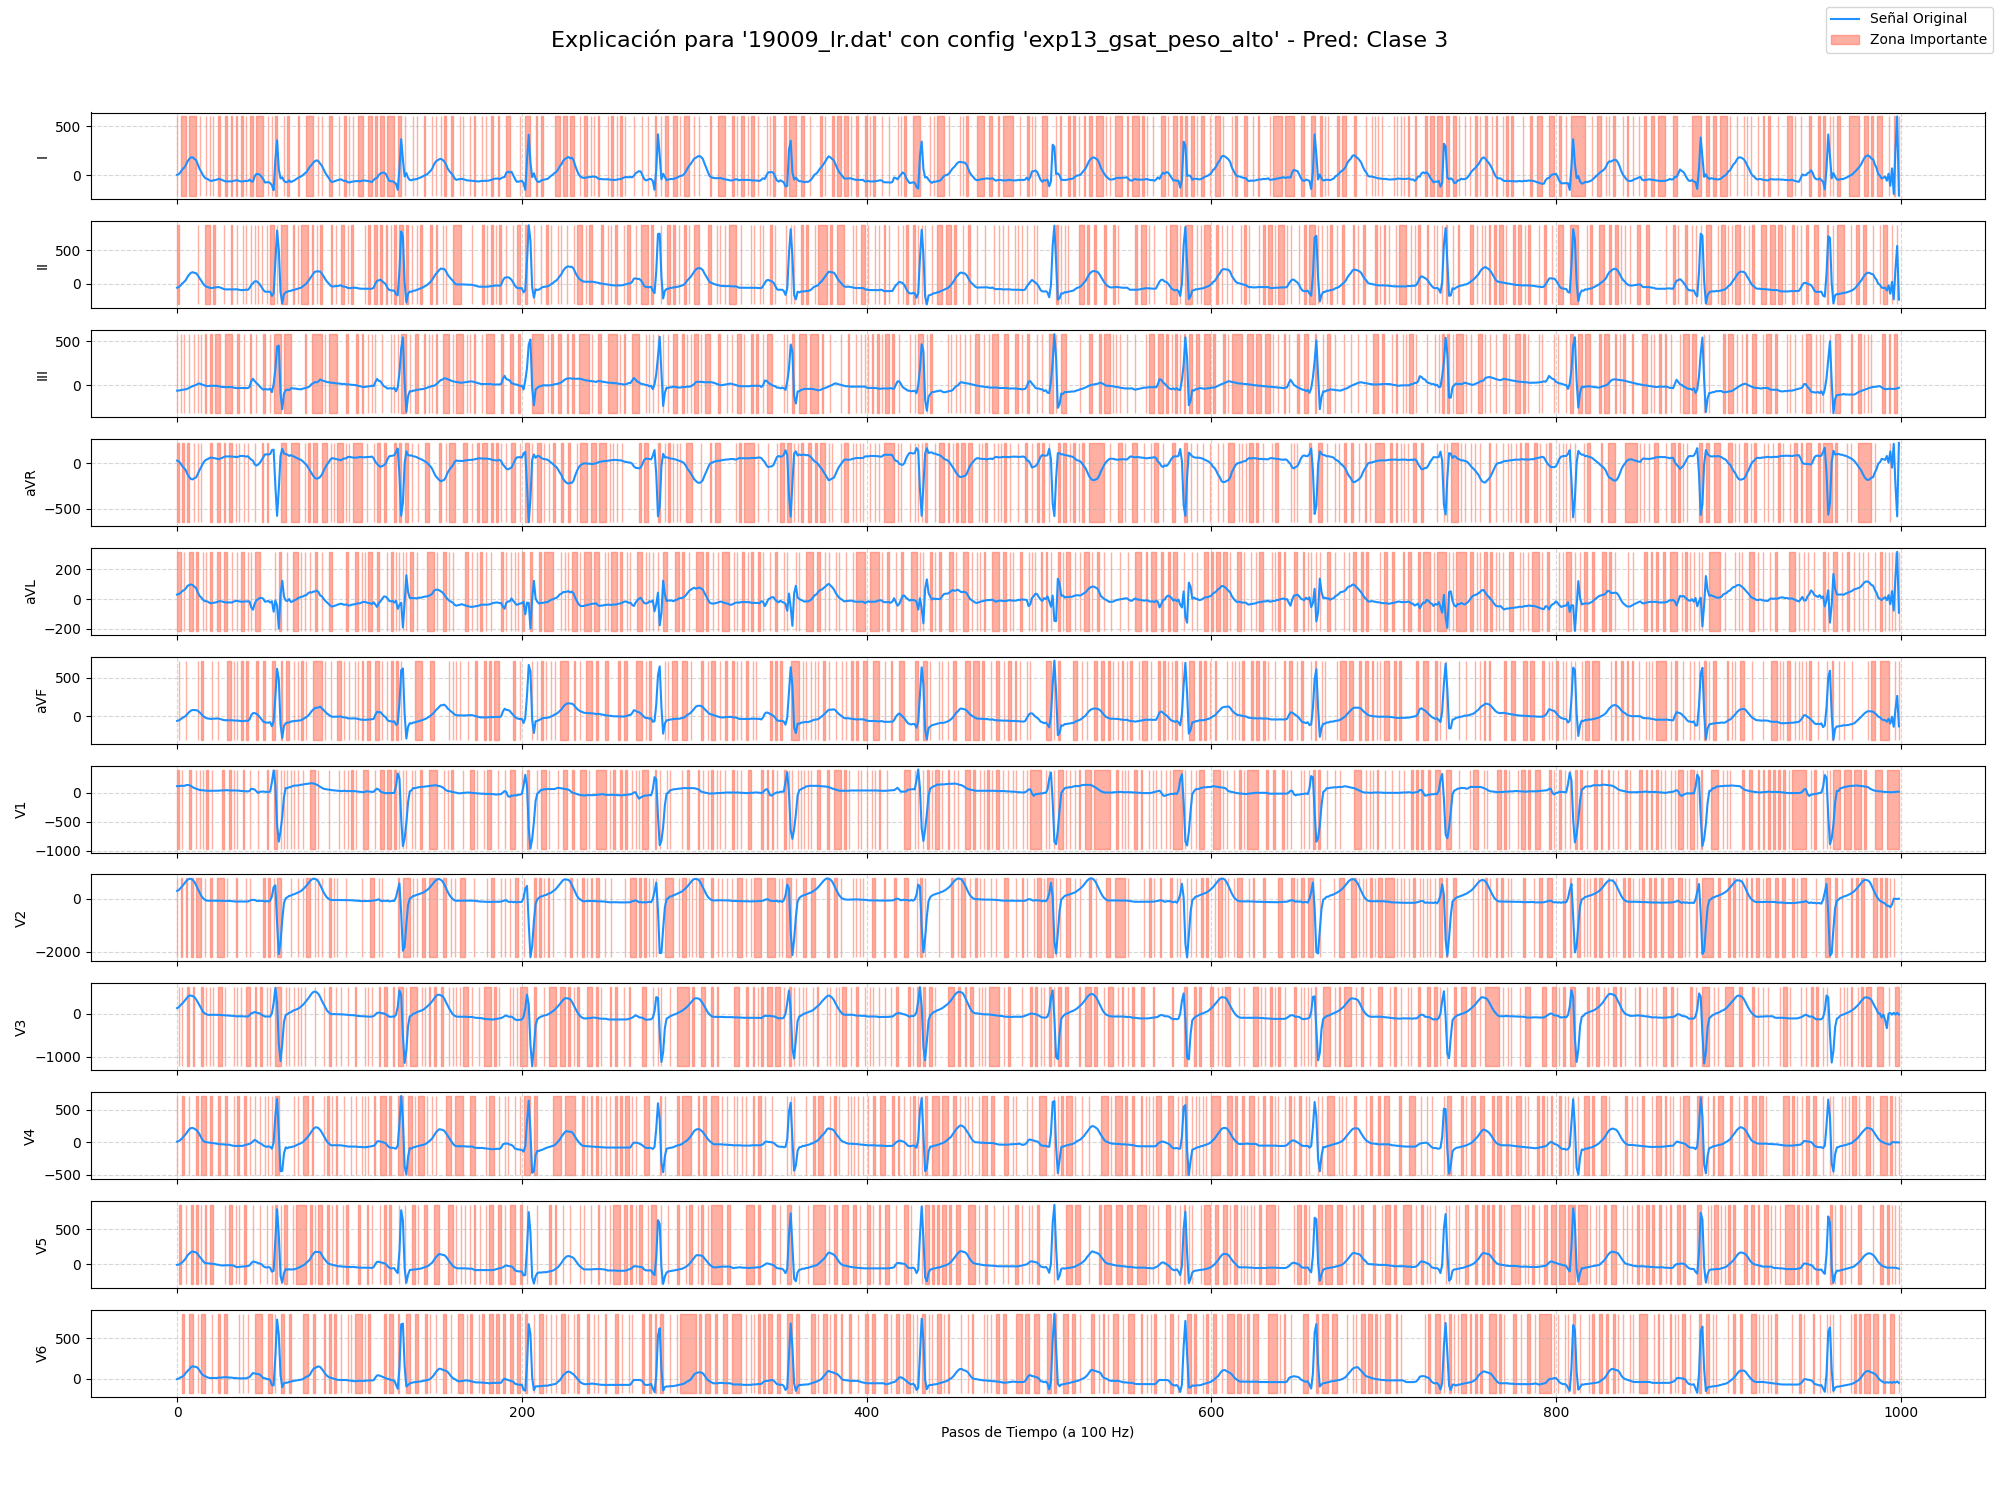 Señal Original
Zona Importante
Explicación para '19009_lr.dat' con config 'exp13_gsat_peso_alto' - Pred: Clase 3
500
0
I
500
0
II
500
0
III
0
−500
aVR
200
0
−200
aVL
500
0
aVF
0
−500
−1000
V1
0
−2000
V2
0
−1000
V3
500
0
−500
V4
500
0
V5
500
0
V6
0 200 400 600 800 1000
Pasos de Tiempo (a 100 Hz)